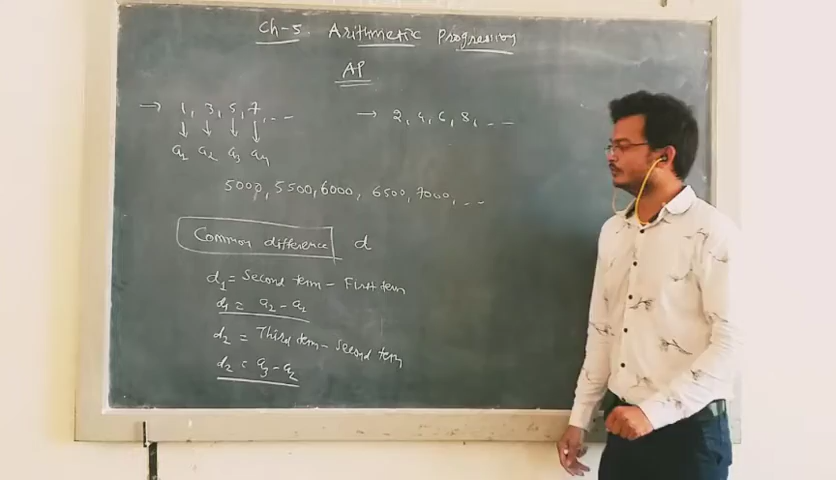 Ch-5. Arithmetic Progression
AP
→ 1, 3, 5, 7, ...
→ 2, 4, 6, 8, ...
↓ ↓ ↓ ↓
a₁ a₂ a₃ a₄
5000, 5500, 6000, 6500, 7000, ...
Common difference d
d₁ = Second term - First term
d₁ = a₂ - a₁
d₂ = Third term - Second term
d₂ = a₃ - a₂